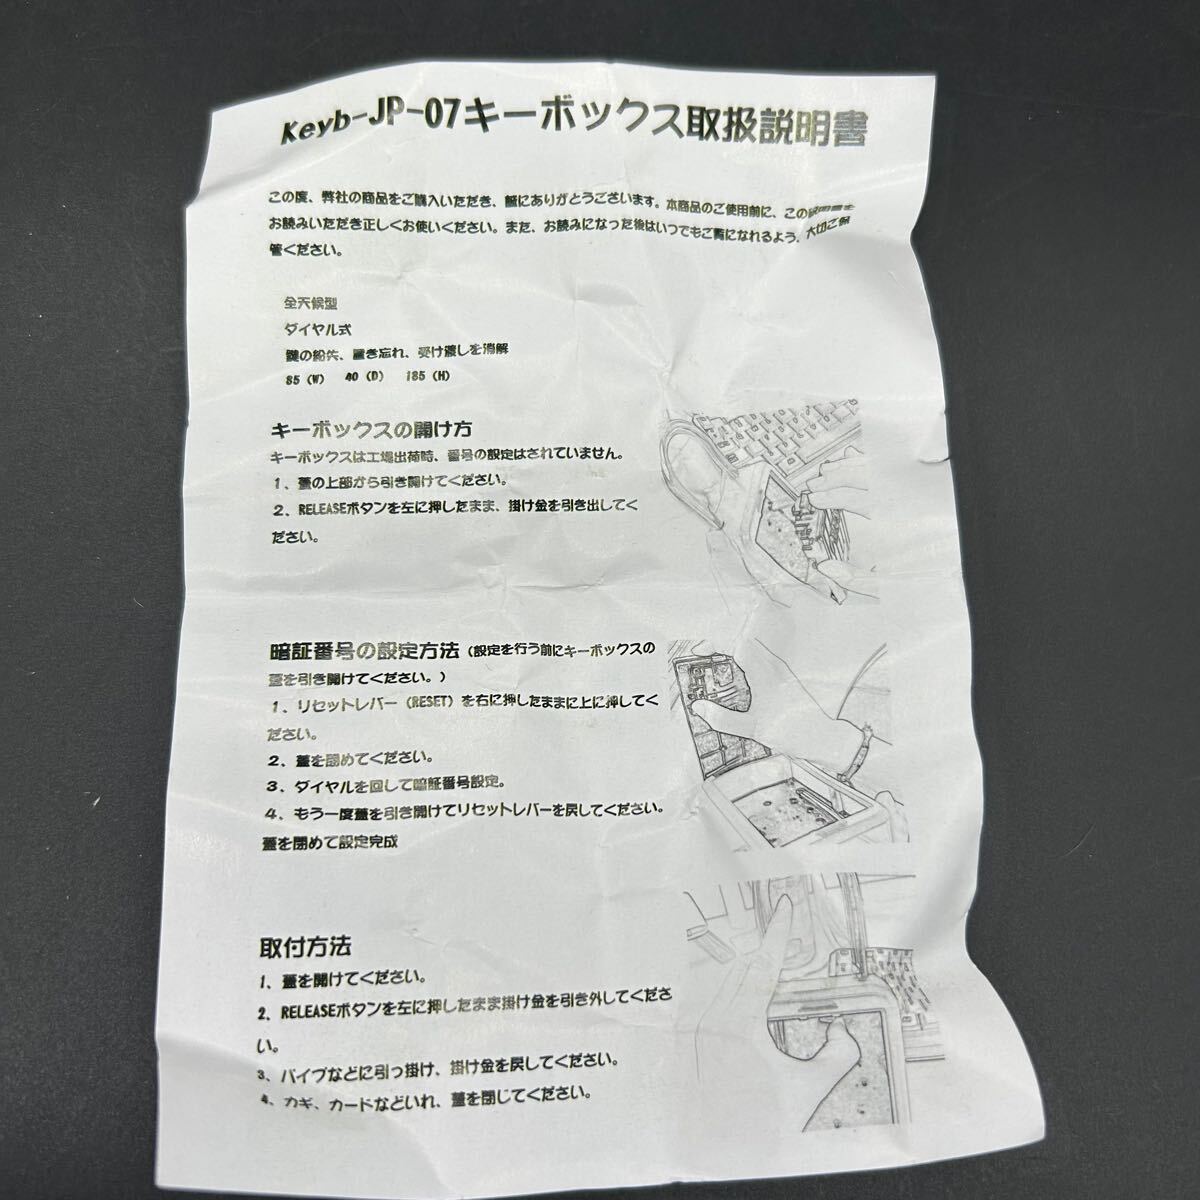 Keyb-JP-07キーボックス取扱説明書
この度、弊社の商品をご購入いただき、誠にありがとうございます。本商品のご使用前に、この説明書を
お読みいただき正しくお使いください。また、お読みになった後はいつでもご覧になれるよう、大切ご保
管ください。
全天候型
ダイヤル式
鍵の紛失、置き忘れ、受け渡しを消解
85 (W) 40 (D) 185 (H)
キーボックスの開け方
キーボックスは工場出荷時、番号の設定はされていません。
1、蓋の上部から引き開けてください。
2、RELEASEボタンを左に押したまま、掛け金を引き出してく
ださい。
暗証番号の設定方法（設定を行う前にキーボックスの
蓋を引き開けてください。）
1、リセットレバー（RESET）を右に押したままに上に押してく
ださい。
2、蓋を閉めてください。
3、ダイヤルを回して暗証番号設定。
4、もう一度蓋を引き開けてリセットレバーを戻してください。
蓋を閉めて設定完成
取付方法
1、蓋を開けてください。
2、RELEASEボタンを左に押したまま掛け金を引き外してくださ
い。
3、パイプなどに引っ掛け、掛け金を戻してください。
4、カギ、カードなどいれ、蓋を閉じてください。